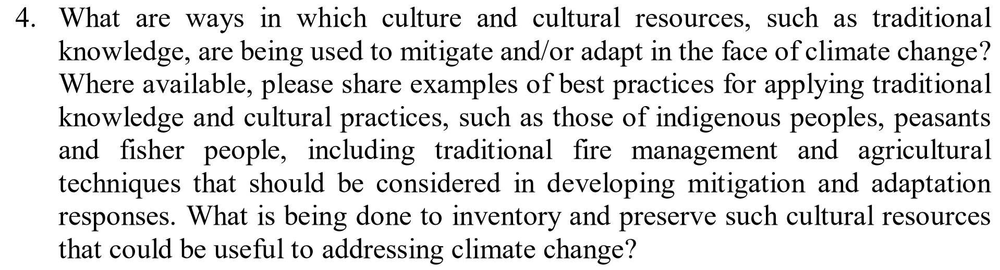 4. What are ways in which culture and cultural resources, such as traditional
knowledge, are being used to mitigate and/or adapt in the face of climate change?
Where available, please share examples of best practices for applying traditional
knowledge and cultural practices, such as those of indigenous peoples, peasants
and fisher people, including traditional fire management and agricultural
techniques that should be considered in developing mitigation and adaptation
responses. What is being done to inventory and preserve such cultural resources
that could be useful to addressing climate change?